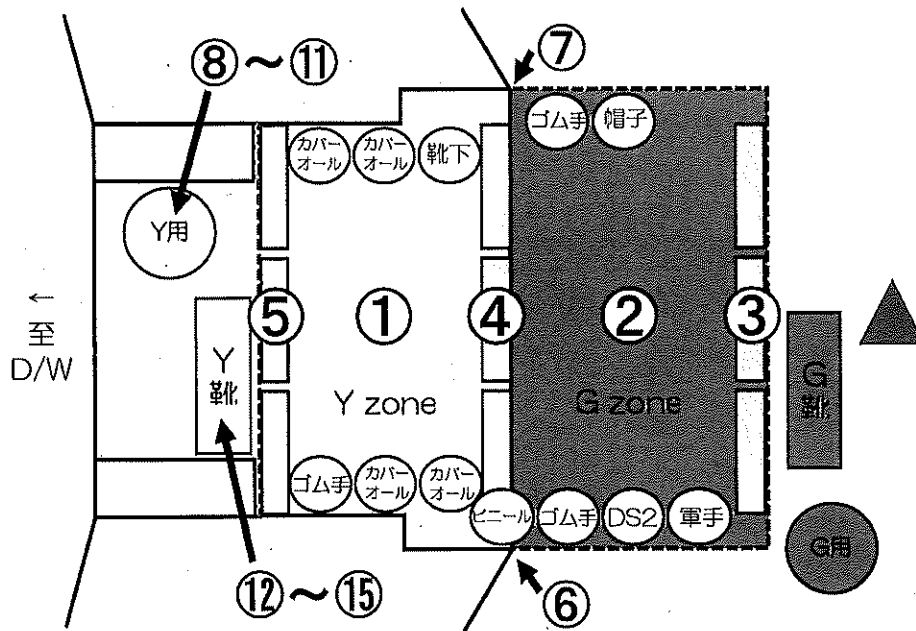 ⑧～⑪
⑦
ゴム手
帽子
カバー
オール
カバー
オール
靴下
Y用
←
至
D/W
⑤
①
④
②
③
Y
靴
Y zone
G zone
G
靴
ゴム手
カバー
オール
カバー
オール
ビニール
ゴム手
DS2
軍手
G用
⑫～⑮
⑥